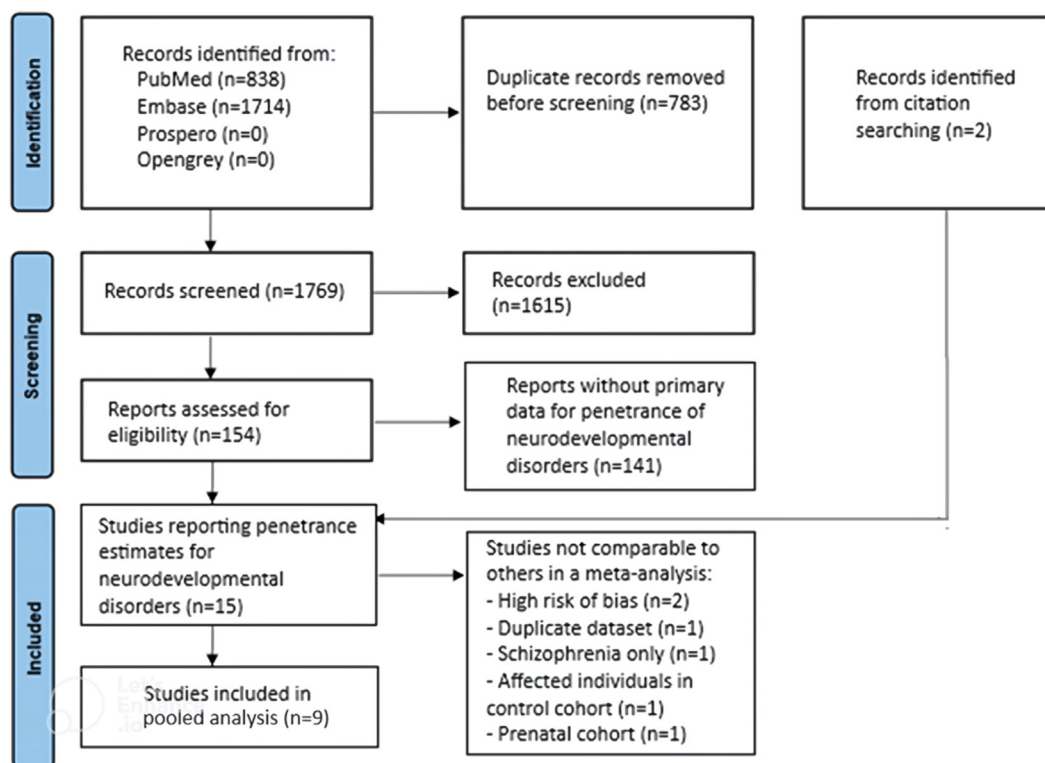 Identification
Records identified from:
PubMed (n=838)
Embase (n=1714)
Prospero (n=0)
Opengrey (n=0)
Duplicate records removed
before screening (n=783)
Records identified
from citation
searching (n=2)
Screening
Records screened (n=1769)
Records excluded
(n=1615)
Reports assessed for
eligibility (n=154)
Reports without primary
data for penetrance of
neurodevelopmental
disorders (n=141)
Included
Studies reporting penetrance
estimates for
neurodevelopmental
disorders (n=15)
Studies not comparable to
others in a meta-analysis:
- High risk of bias (n=2)
- Duplicate dataset (n=1)
- Schizophrenia only (n=1)
- Affected individuals in
control cohort (n=1)
- Prenatal cohort (n=1)
Studies included in
pooled analysis (n=9)
Let's
Enhance
.io